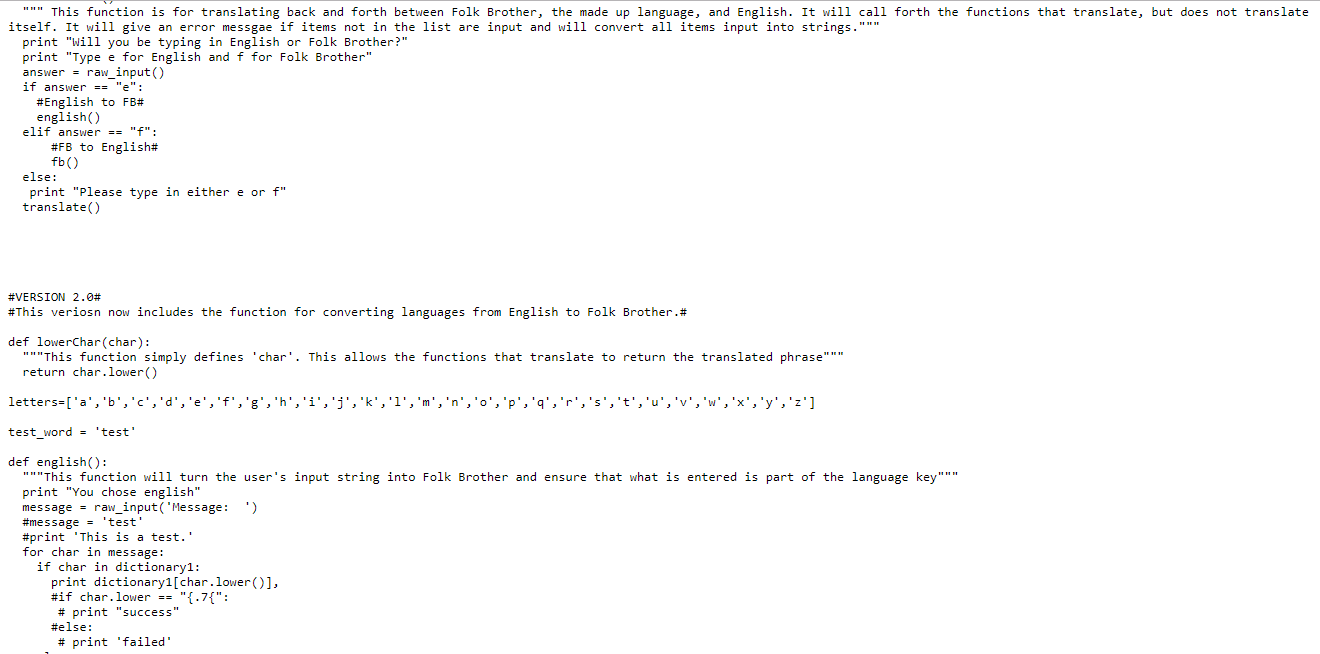 """ This function is for translating back and forth between Folk Brother, the made up language, and English. It will call forth the functions that translate, but does not translate
itself. It will give an error messgae if items not in the list are input and will convert all items input into strings."""
print "Will you be typing in English or Folk Brother?"
print "Type e for English and f for Folk Brother"
answer = raw_input()
if answer == "e":
#English to FB#
english()
elif answer == "f":
#FB to English#
fb()
else:
print "Please type in either e or f"
translate()
#VERSION 2.0#
#This veriosn now includes the function for converting languages from English to Folk Brother.#
def lowerChar(char):
"""This function simply defines 'char'. This allows the functions that translate to return the translated phrase"""
return char.lower()
letters=['a','b','c','d','e','f','g','h','i','j','k','l','m','n','o','p','q','r','s','t','u','v','w','x','y','z']
test_word = 'test'
def english():
"""This function will turn the user's input string into Folk Brother and ensure that what is entered is part of the language key"""
print "You chose english"
message = raw_input('Message:  ')
#message = 'test'
#print 'This is a test.'
for char in message:
if char in dictionary1:
print dictionary1[char.lower()],
#if char.lower == "{.7{":
# print "success"
#else:
# print 'failed'